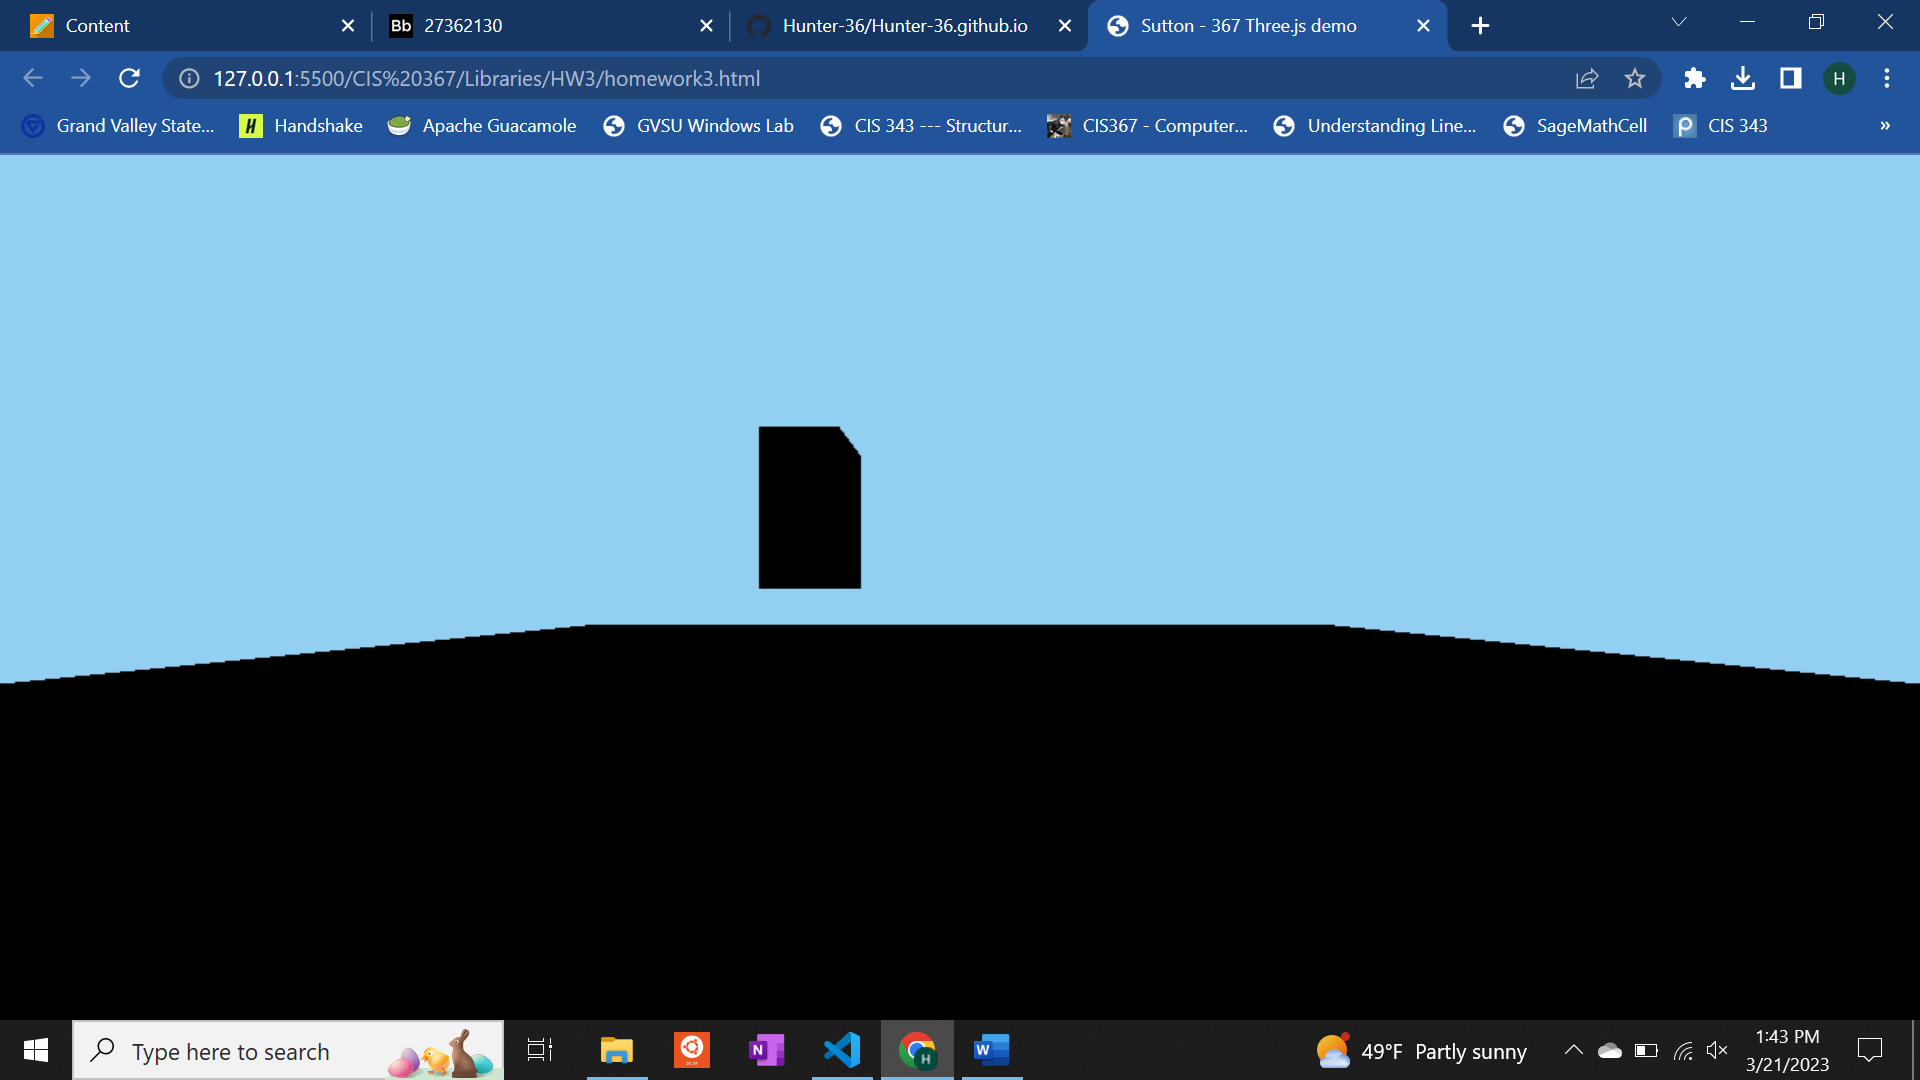 Content
Bb 27362130
Hunter-36/Hunter-36.github.io
Sutton - 367 Three.js demo
127.0.0.1:5500/CIS%20367/Libraries/HW3/homework3.html
H
Grand Valley State...
H Handshake
Apache Guacamole
GVSU Windows Lab
CIS 343 --- Structur...
CIS367 - Computer...
Understanding Line...
SageMathCell
P CIS 343
»
Type here to search
N
H
W
49°F Partly sunny
1:43 PM
3/21/2023